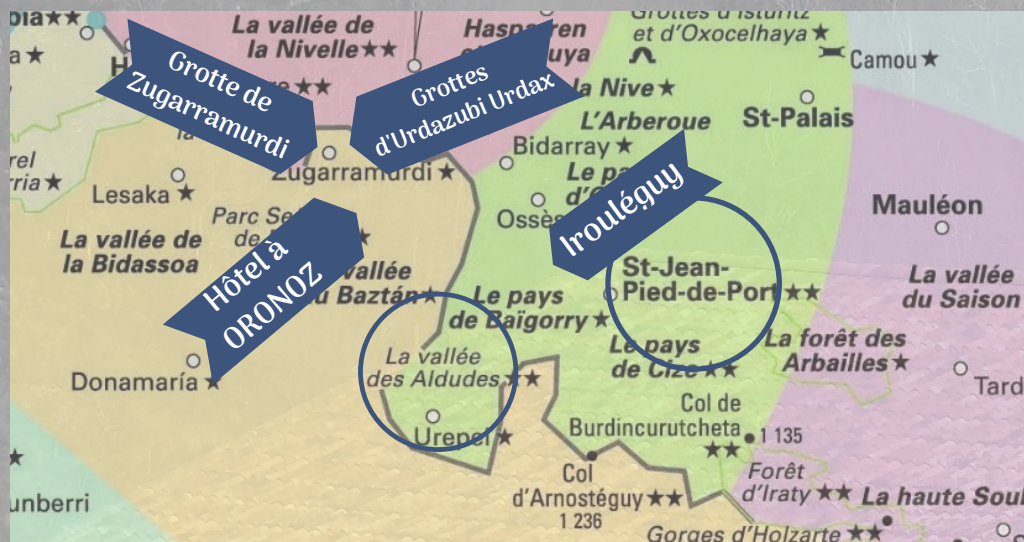 La vallée de
la Nivelle★★
Grottes d'Isturitz
et d'Oxocelhaya★
Camou★
Grotte de
Zugarramurdi
Grottes
d'Urdazubi Urdax
la Nive★
L'Arberoue
St-Palais
Bidarray★
Zugarramurdi★
Lesaka★
Irouléguy
Mauléon
La vallée de
la Bidassoa
Hôtel à
ORONOZ
St-Jean-
Pied-de-Port★★
La vallée
du Saison
Le pays
de Baïgorry★
La vallée
des Aldudes★★
Le pays
de Cize★★
La forêt des
Arbailles★
Donamaría★
Urepel★
Col de
Burdincurutcheta
★★
1 135
Col
d'Arnostéguy★★
1 236
Forêt
d'Iraty★★
Gorges d'Holzarte★★